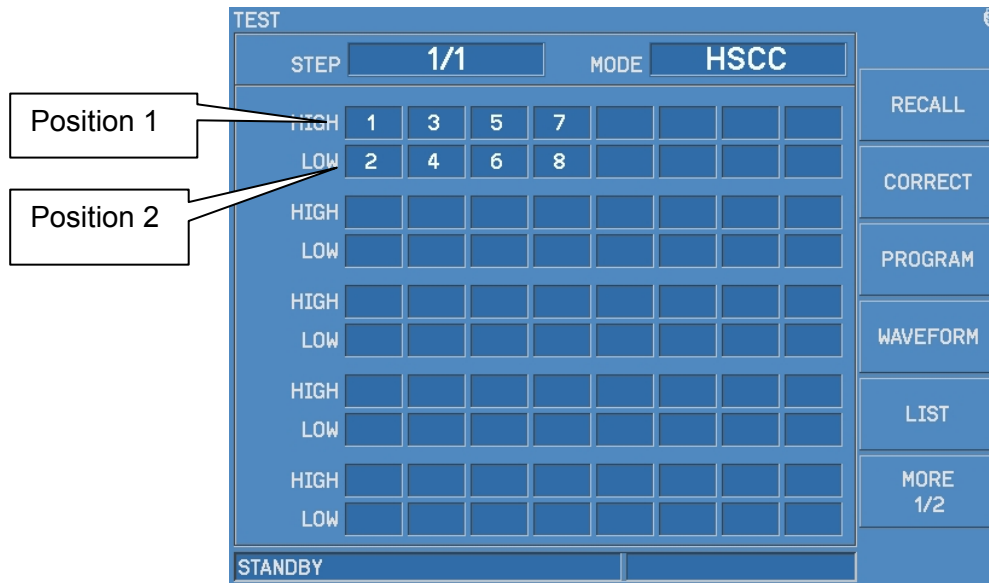 TEST
STEP 1/1 MODE HSCC
Position 1
HIGH 1 3 5 7
LOW 2 4 6 8
Position 2
HIGH
LOW
HIGH
LOW
HIGH
LOW
HIGH
LOW
STANDBY
RECALL
CORRECT
PROGRAM
WAVEFORM
LIST
MORE
1/2